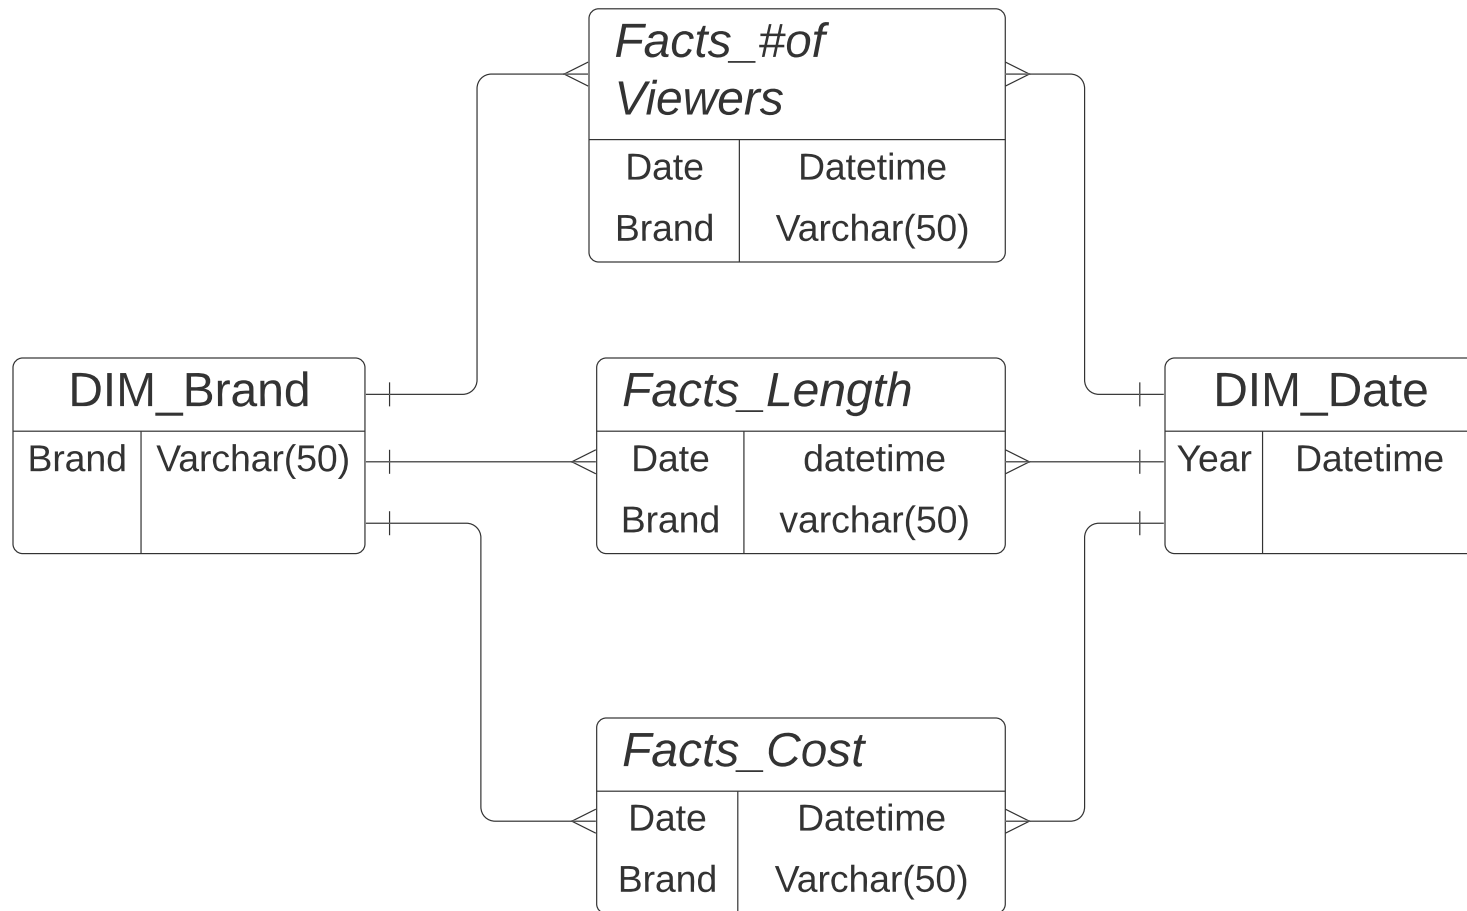 Facts_#of
Viewers
Date Datetime
Brand Varchar(50)
DIM_Brand
Brand Varchar(50)
Facts_Length
Date datetime
Brand varchar(50)
DIM_Date
Year Datetime
Facts_Cost
Date Datetime
Brand Varchar(50)